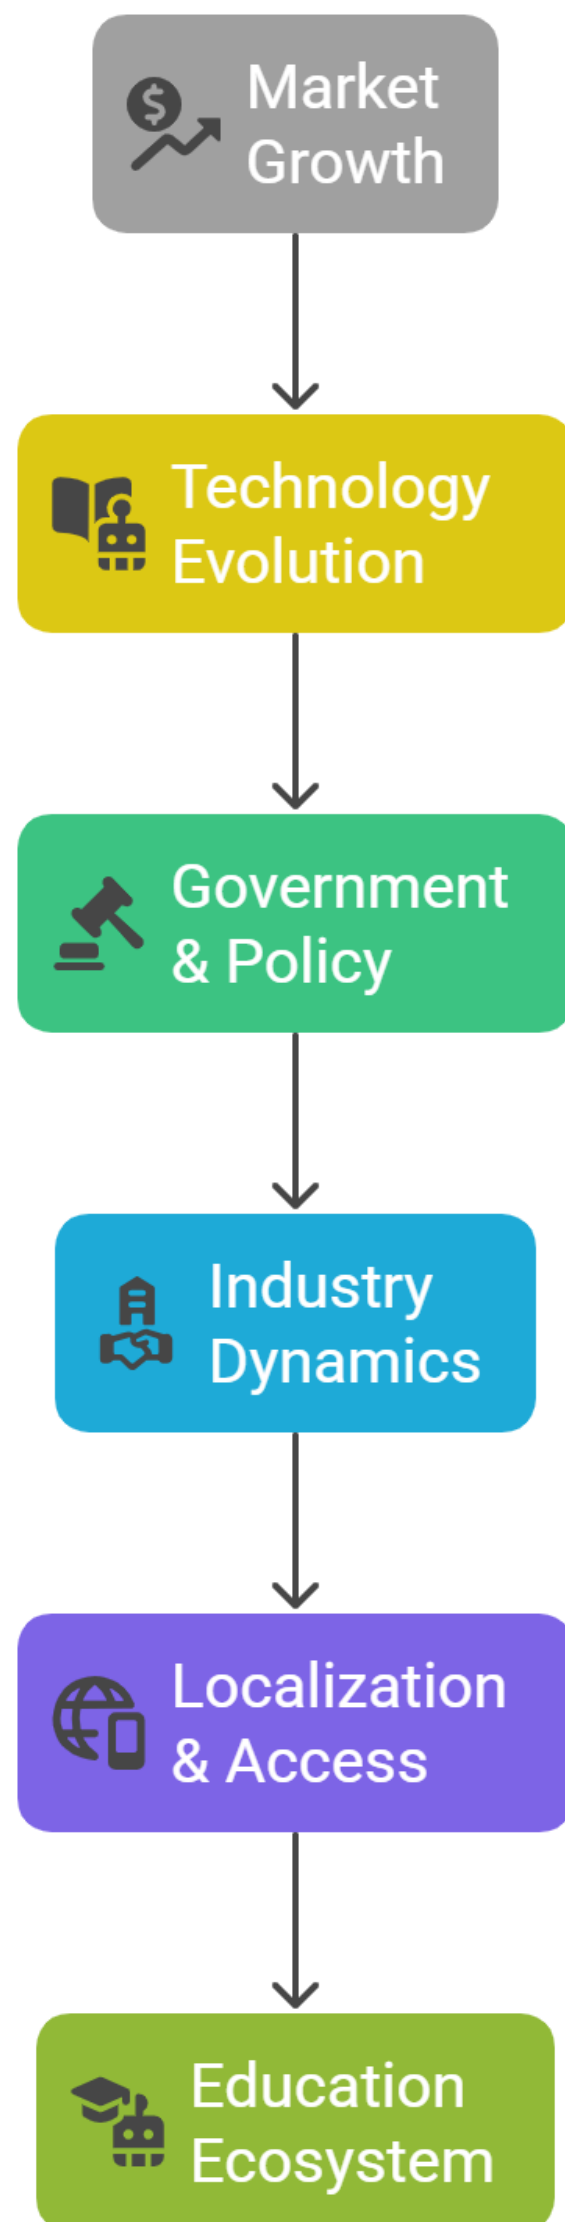 Market
Growth
Technology
Evolution
Government
& Policy
Industry
Dynamics
Localization
& Access
Education
Ecosystem